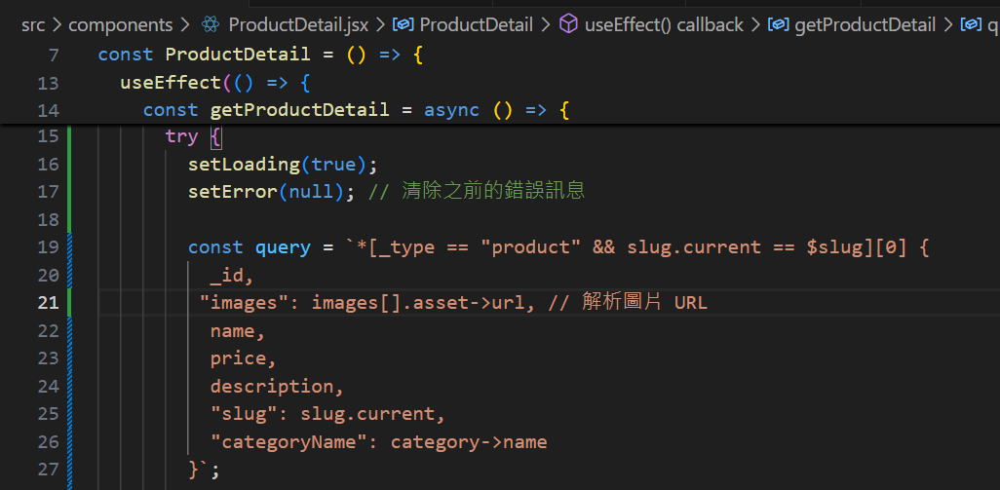 src > components > ProductDetail.jsx > ProductDetail > useEffect() callback > getProductDetail > q
7 const ProductDetail = () => {
13 useEffect(() => {
14 const getProductDetail = async () => {
15 try {
16 setLoading(true);
17 setError(null); // 清除之前的錯誤訊息
18
19 const query = `*[_type == "product" && slug.current == $slug][0] {
20 _id,
21 "images": images[].asset->url, // 解析圖片 URL
22 name,
23 price,
24 description,
25 "slug": slug.current,
26 "categoryName": category->name
27 }`;